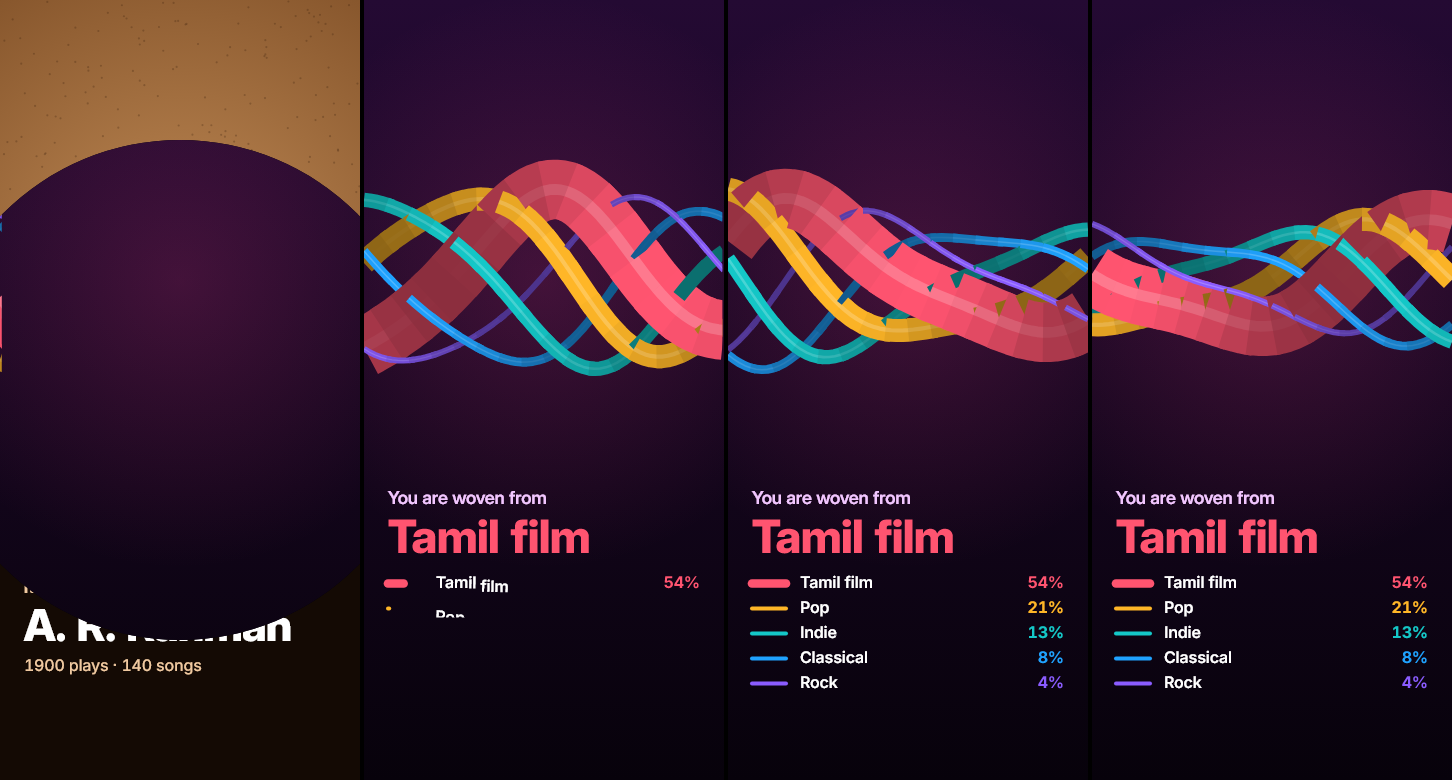 A. R.
1900 plays · 140 songs
You are woven from
Tamil film
Tamil film 54%
You are woven from
Tamil film
Tamil film 54%
Pop 21%
Indie 13%
Classical 8%
Rock 4%
You are woven from
Tamil film
Tamil film 54%
Pop 21%
Indie 13%
Classical 8%
Rock 4%